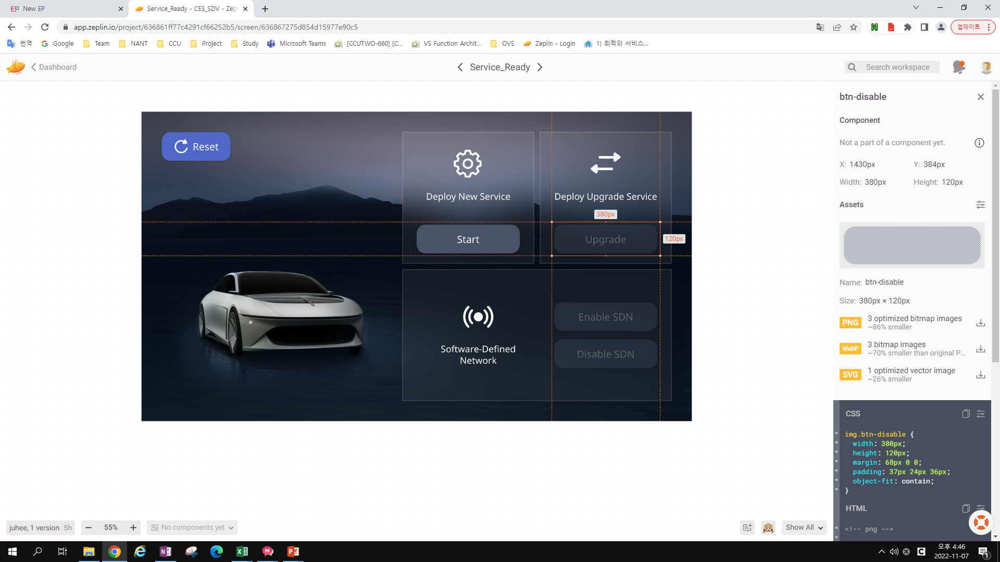 EP New EP
Service_Ready - CES_SDV - Zepl
app.zeplin.io/project/636861ff77c4291cf66252b5/screen/636867275d854d15977e90c5
업데이트
번역
Google
Team
NANT
CCU
Project
Study
Microsoft Teams
[CCUTWO-660] [C...
VS Function Archit...
OVS
Zeplin - Login
1) 최적의 서비스...
Dashboard
Service_Ready
Search workspace
Reset
Deploy New Service
Deploy Upgrade Service
380px
Start
Upgrade
120px
Software-Defined
Network
Enable SDN
Disable SDN
btn-disable
Component
Not a part of a component yet.
X: 1430px Y: 384px
Width: 380px Height: 120px
Assets
Name: btn-disable
Size: 380px × 120px
PNG 3 optimized bitmap images
~86% smaller
WebP 3 bitmap images
~70% smaller than original P...
SVG 1 optimized vector image
~26% smaller
CSS
img.btn-disable {
width: 380px;
height: 120px;
margin: 68px 0 0;
padding: 37px 24px 36px;
object-fit: contain;
}
HTML
<!-- png -->
juhee, 1 version 5h
55%
No components yet
Show All
오후 4:46
2022-11-07
1